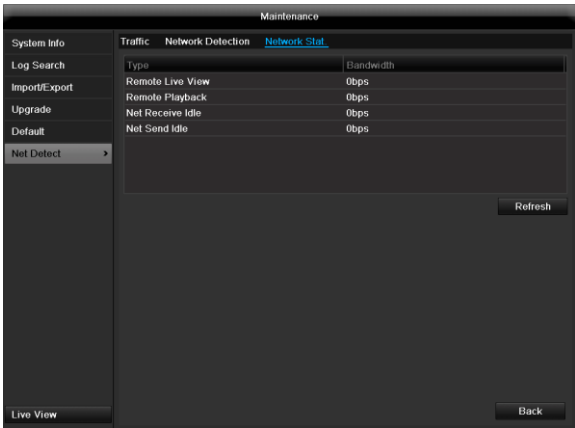 Maintenance
System Info
Log Search
Import/Export
Upgrade
Default
Net Detect >
Live View
Traffic Network Detection Network Stat.
Type Bandwidth
Remote Live View 0bps
Remote Playback 0bps
Net Receive Idle 0bps
Net Send Idle 0bps
Refresh
Back